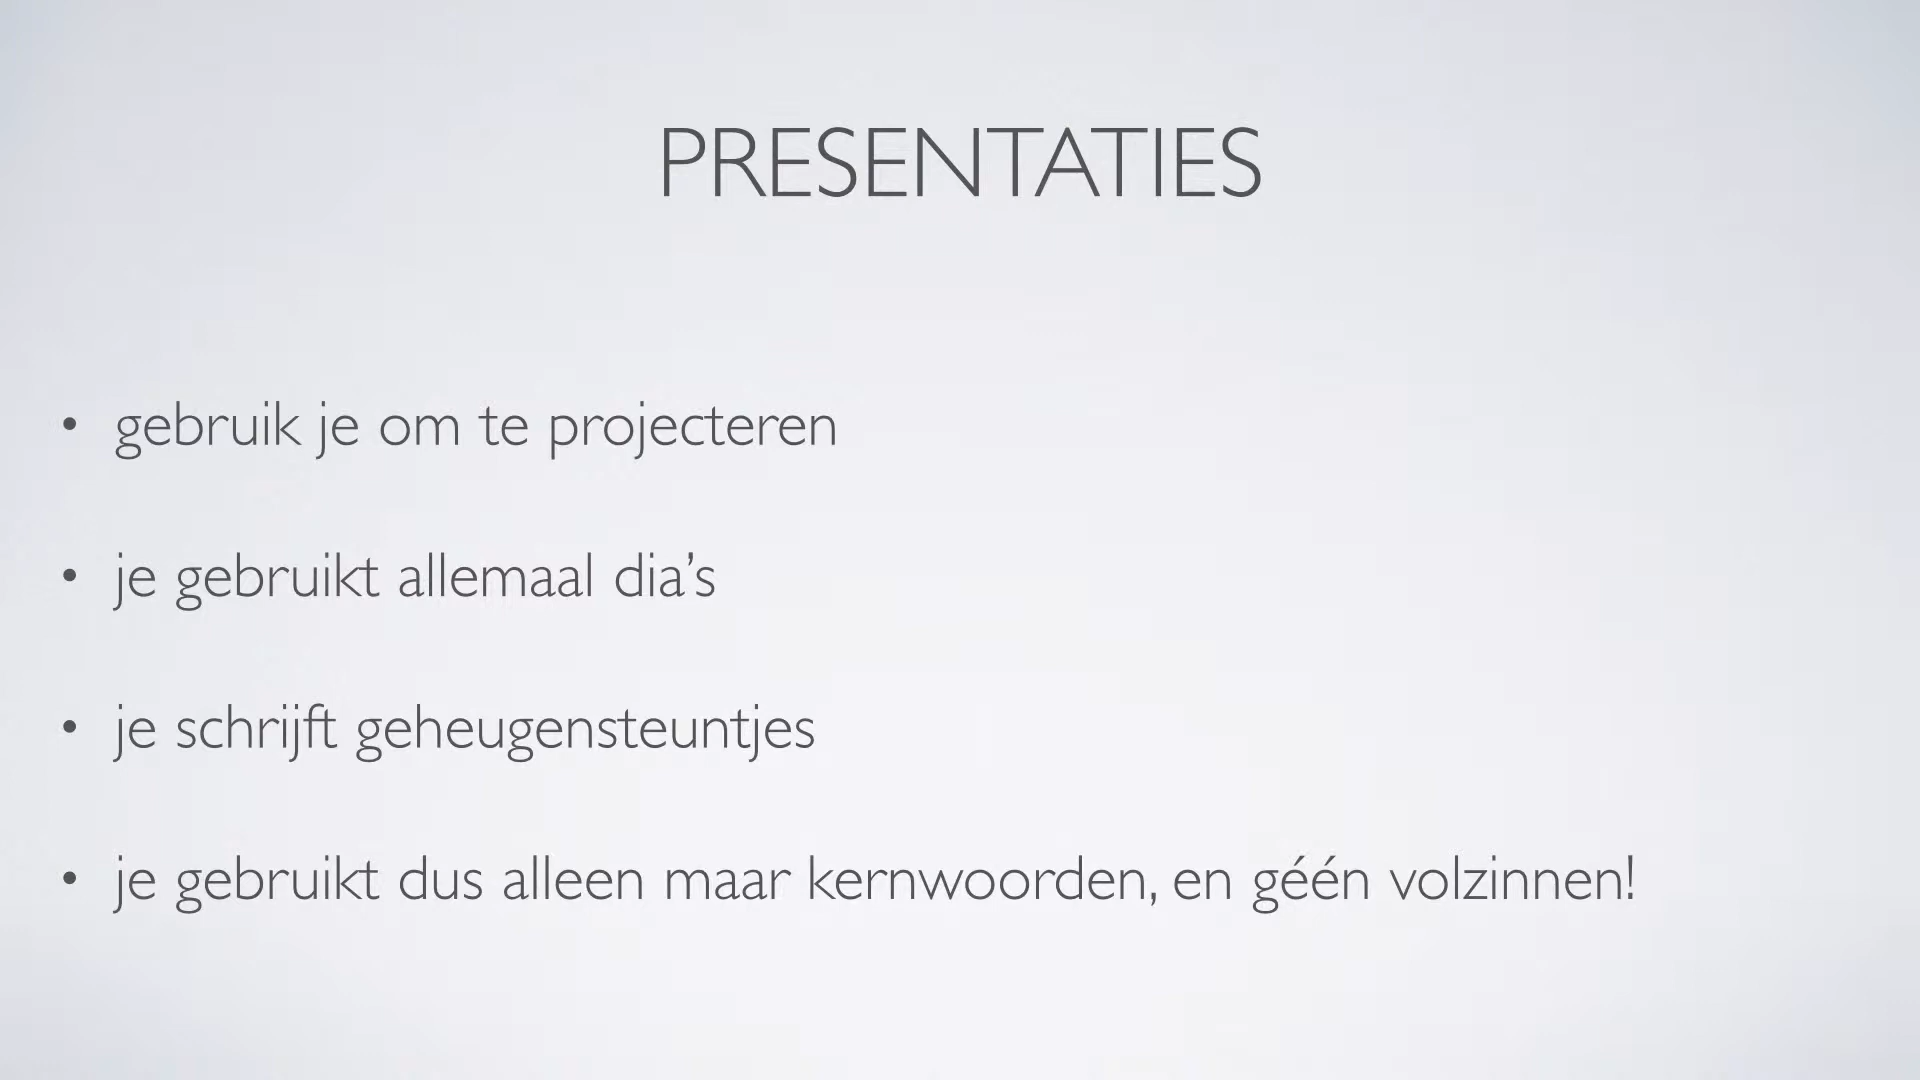 PRESENTATIES
• gebruik je om te projecteren
• je gebruikt allemaal dia’s
• je schrijft geheugensteuntjes
• je gebruikt dus alleen maar kernwoorden, en géén volzinnen!